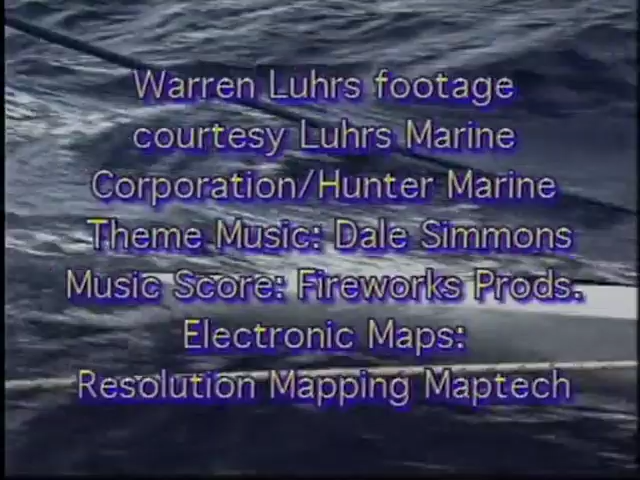 Warren Luhrs footage
courtesy Luhrs Marine
Corporation/Hunter Marine
Theme Music: Dale Simmons
Music Score: Fireworks Prods.
Electronic Maps:
Resolution Mapping Maptech